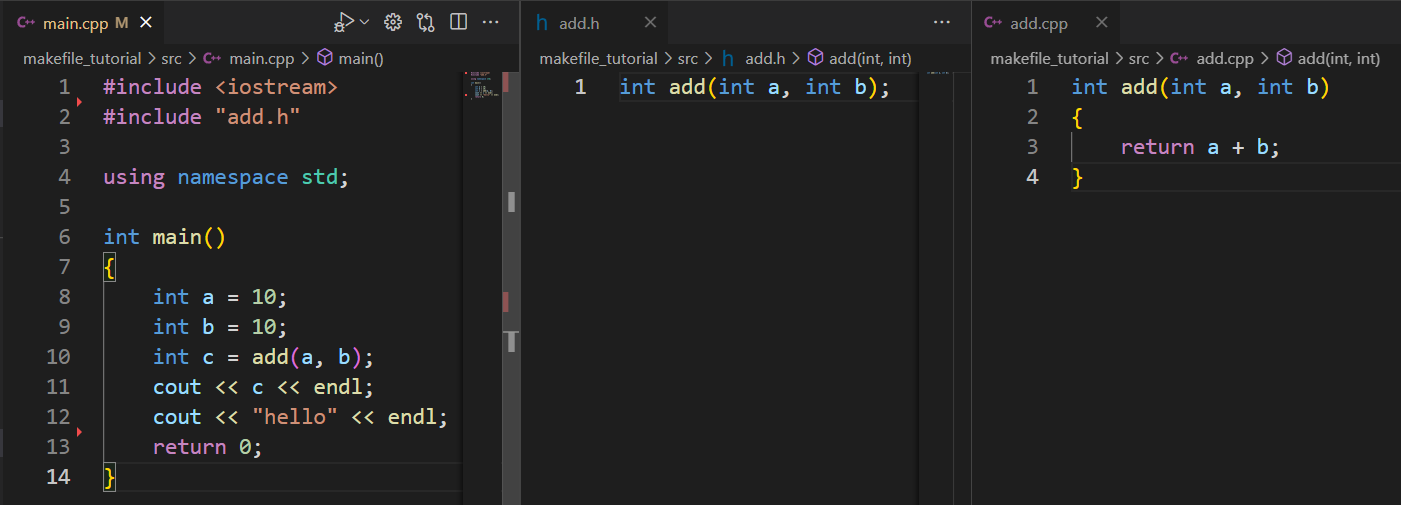 main.cpp M
makefile_tutorial > src > main.cpp > main()
1 #include <iostream>
2 #include "add.h"
3
4 using namespace std;
5
6 int main()
7 {
8     int a = 10;
9     int b = 10;
10     int c = add(a, b);
11     cout << c << endl;
12     cout << "hello" << endl;
13     return 0;
14 }
add.h
makefile_tutorial > src > add.h > add(int, int)
1 int add(int a, int b);
add.cpp
makefile_tutorial > src > add.cpp > add(int, int)
1 int add(int a, int b)
2 {
3     return a + b;
4 }